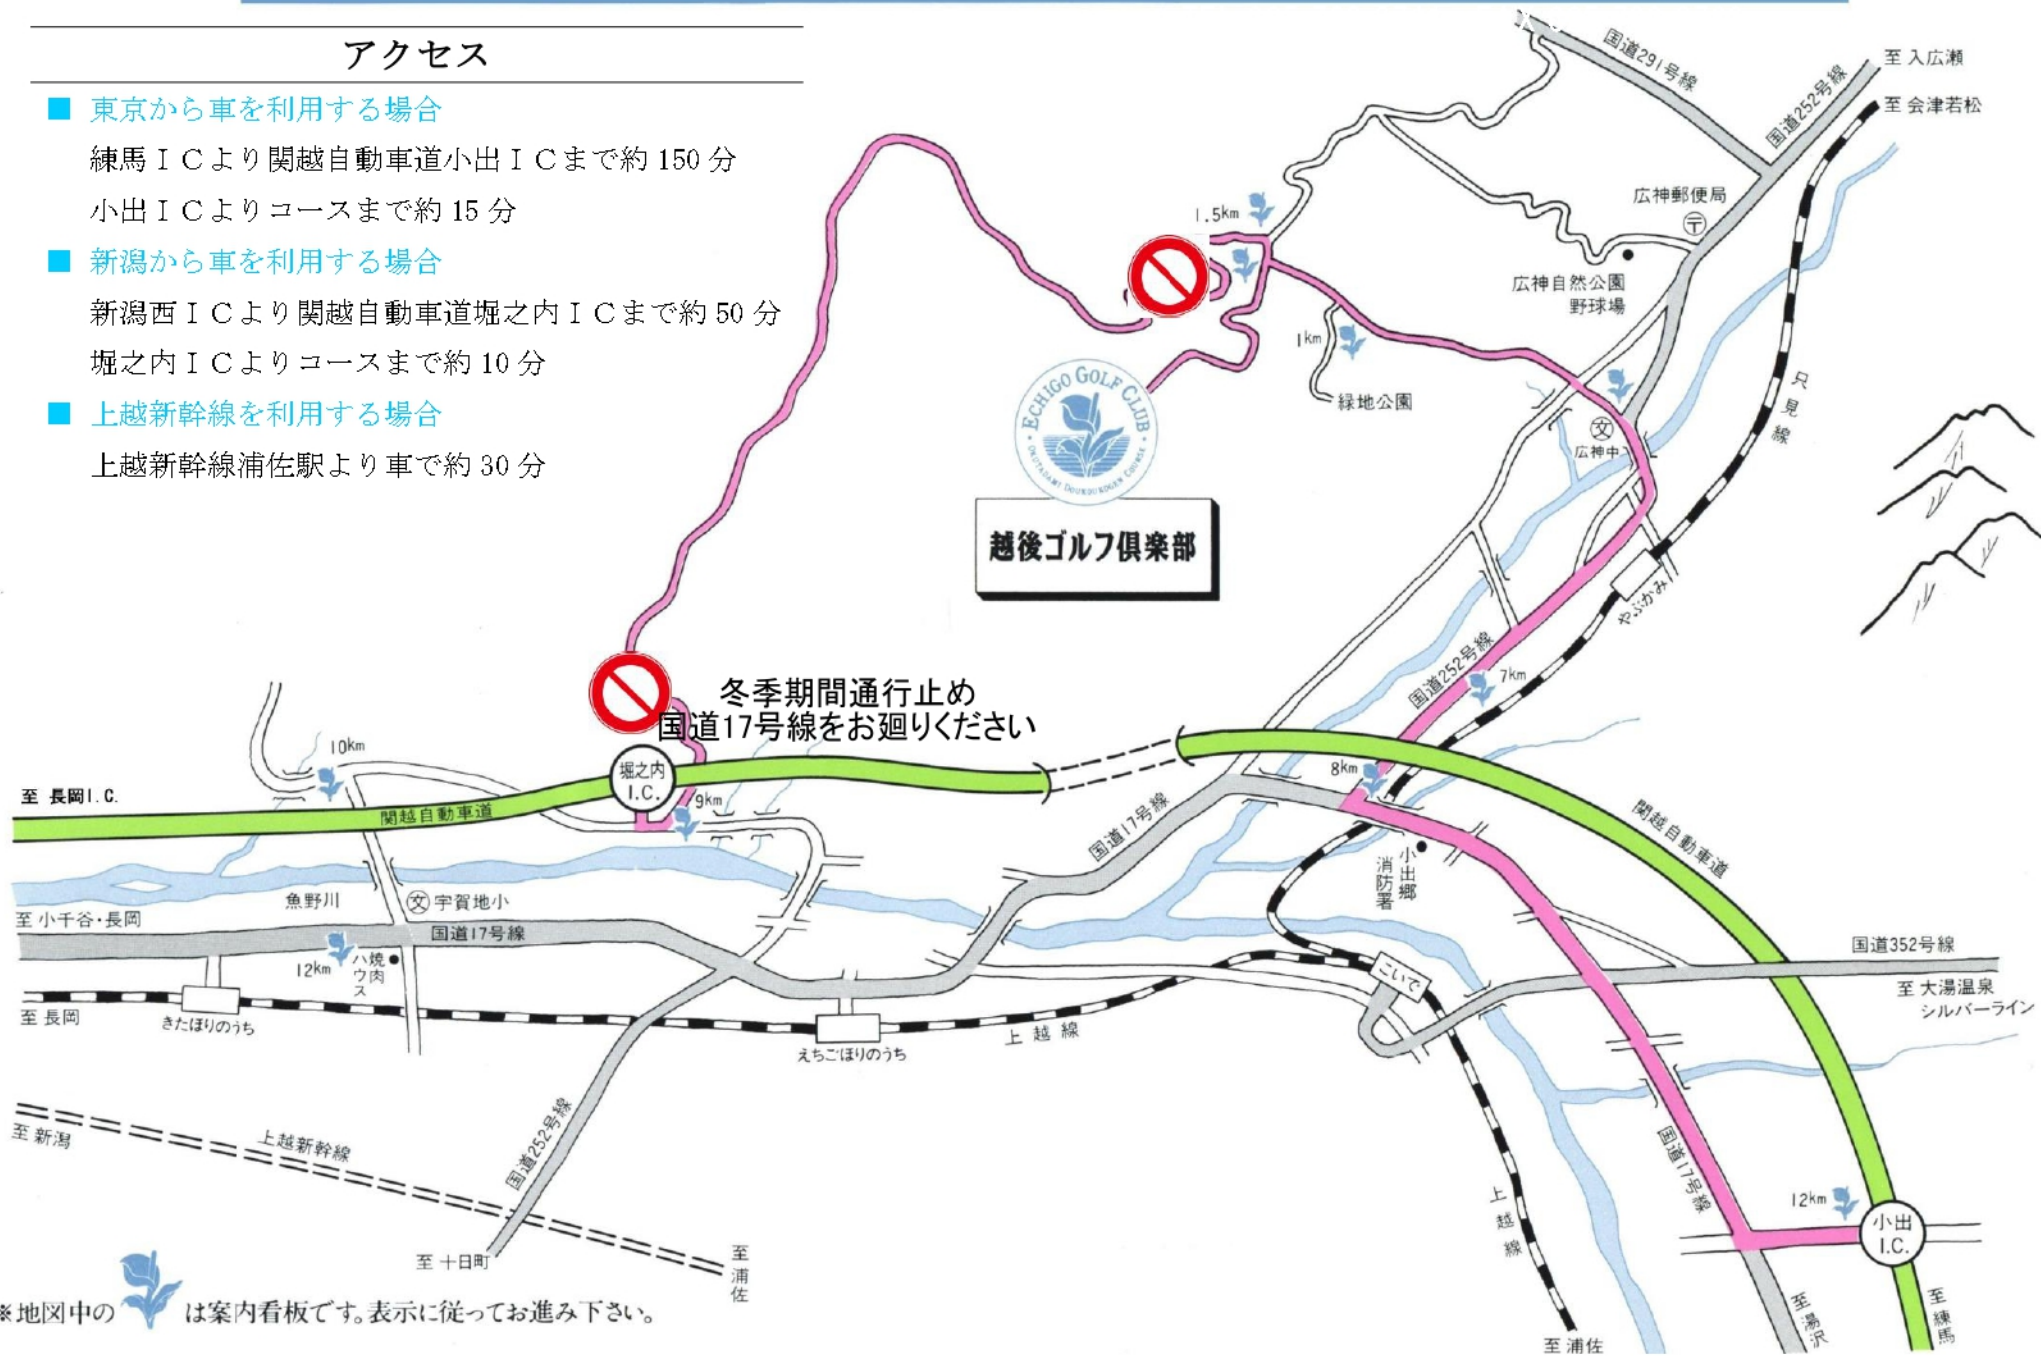 アクセス
■ 東京から車を利用する場合
練馬ＩＣより関越自動車道小出ＩＣまで約 150 分
小出ＩＣよりコースまで約 15 分
■ 新潟から車を利用する場合
新潟西ＩＣより関越自動車道堀之内ＩＣまで約 50 分
堀之内ＩＣよりコースまで約 10 分
■ 上越新幹線を利用する場合
上越新幹線浦佐駅より車で約 30 分
国道291号線
至 入広瀬
国道252号線
至 会津若松
広神郵便局
〒
1.5km
広神自然公園
野球場
1km
緑地公園
只見線
文
広神中
ECHIGO GOLF CLUB
OKUTADAMI DOUKOUKOGEN COURSE
越後ゴルフ倶楽部
やぶかみ
国道252号線
7km
冬季期間通行止め
国道17号線をお廻りください
10km
堀之内
I.C.
9km
8km
至 長岡I.C.
関越自動車道
国道17号線
関越自動車道
小出郷
消防署
魚野川
文 宇賀地小
至 小千谷・長岡
国道17号線
12km
焼肉
ハウス
国道352号線
こいで
至 大湯温泉
シルバーライン
至 長岡
きたほりのうち
えちごほりのうち
上越線
至 新潟
上越新幹線
国道252号線
国道17号線
上越線
12km
小出
I.C.
至 十日町
至 浦佐
至 湯沢
至 練馬
至 浦佐
※地図中の は案内看板です。表示に従ってお進み下さい。